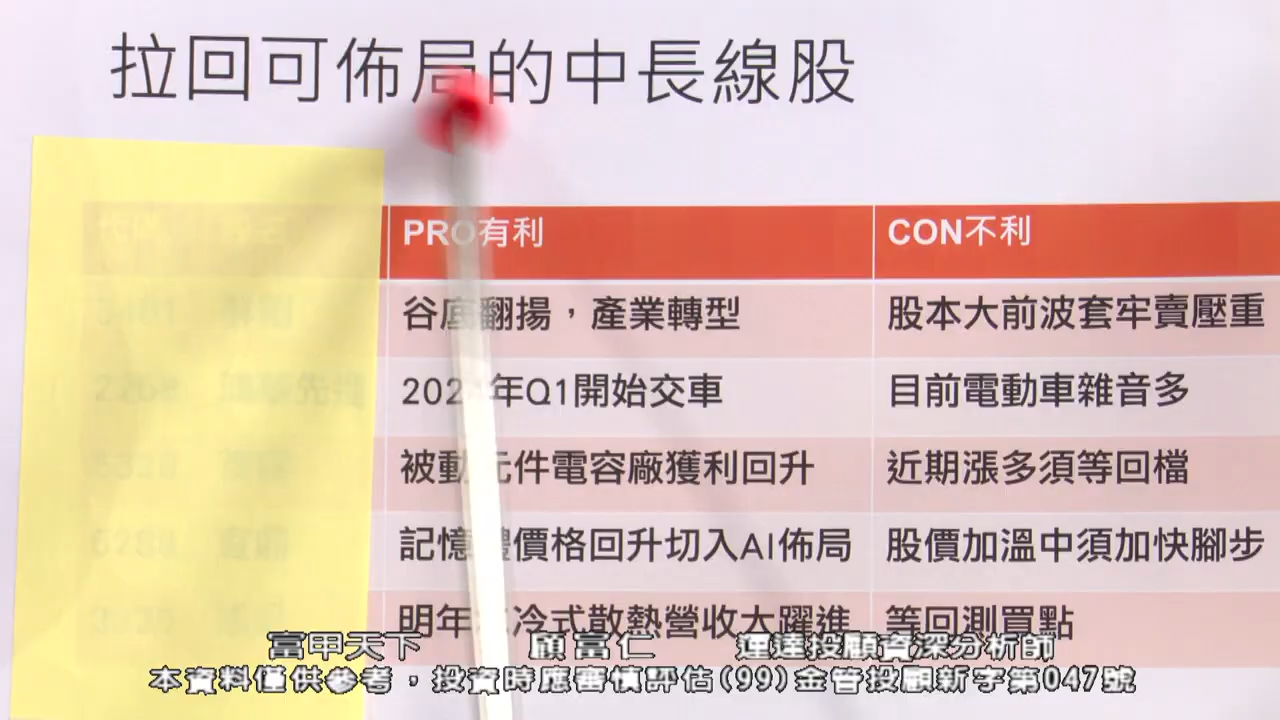 拉回可佈局的中長線股
PRO有利 CON不利
谷底翻揚，產業轉型 股本大前波套牢賣壓重
年Q1開始交車 目前電動車雜音多
被動元件電容廠獲利回升 近期漲多須等回檔
記憶體價格回升切入AI佈局 股價加溫中須加快腳步
明年水冷式散熱營收大躍進 等回測買點
富甲天下 顧富仁 運達投顧資深分析師
本資料僅供參考，投資時應審慎評估(99)金管投顧新字第047號